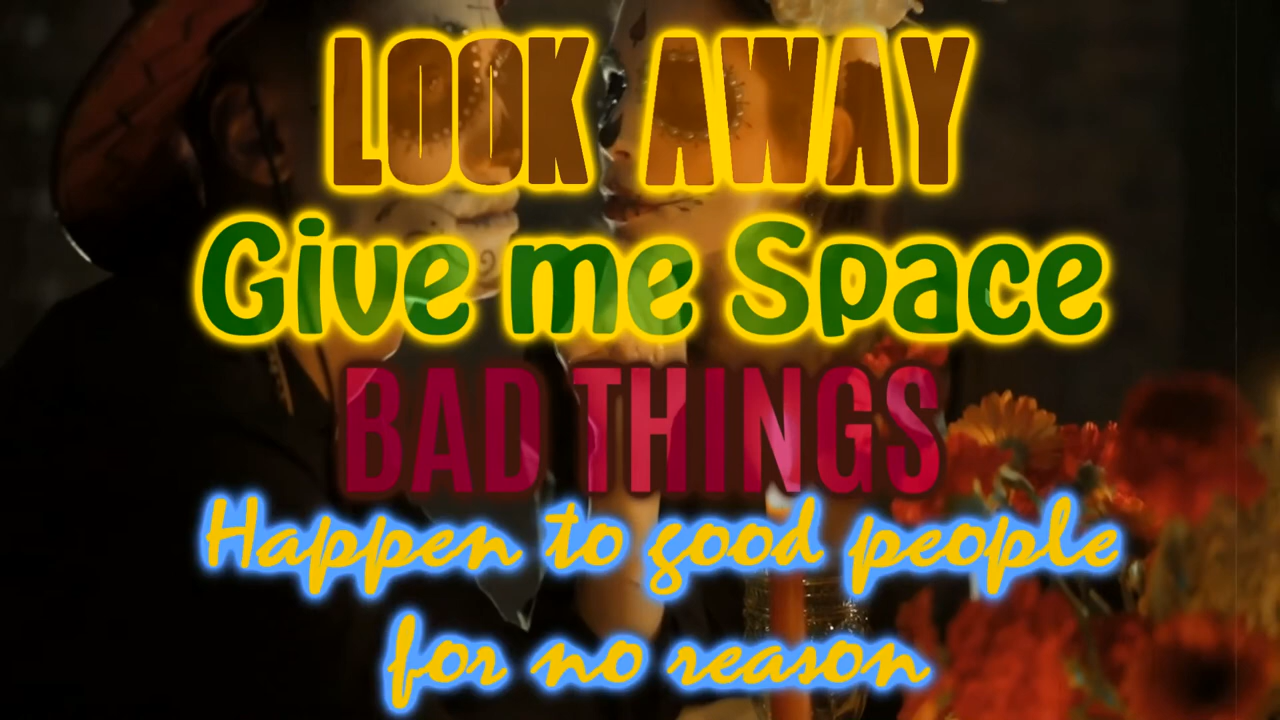 LOOK AWAY
Give me Space
BAD THINGS
Happen to good people
for no reason